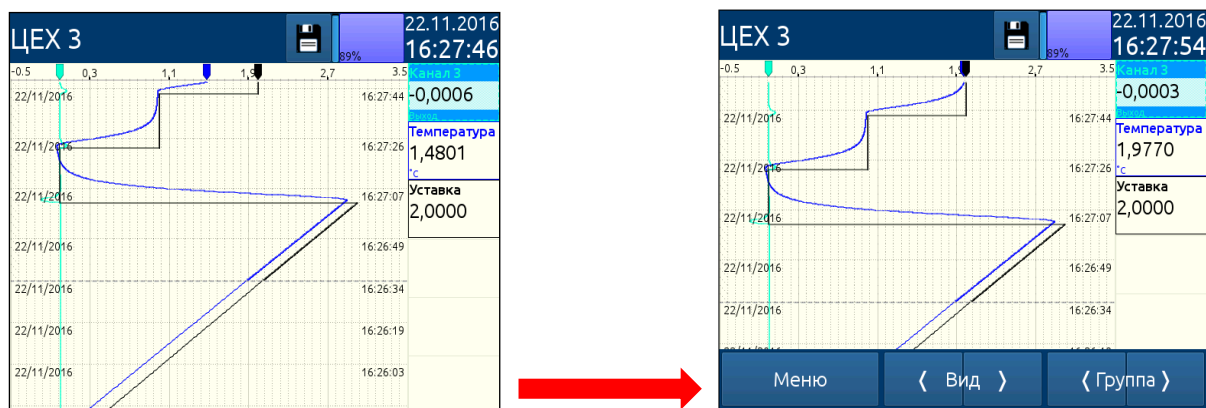 ЦЕХ 3
89%
22.11.2016
16:27:46
-0.5 0,3 1,1 1,9 2,7 3.5
Канал 3
-0,0006
Выход
Температура
1,4801
°c
Уставка
2,0000
22/11/2016 16:27:44
22/11/2016 16:27:26
22/11/2016 16:27:07
22/11/2016 16:26:49
22/11/2016 16:26:34
22/11/2016 16:26:19
22/11/2016 16:26:03
ЦЕХ 3
89%
22.11.2016
16:27:54
-0.5 0,3 1,1 2,7 3.5
Канал 3
-0,0003
Выход
Температура
1,9770
°c
Уставка
2,0000
22/11/2016 16:27:44
22/11/2016 16:27:26
22/11/2016 16:27:07
22/11/2016 16:26:49
22/11/2016 16:26:34
Меню
❬ Вид ❭
❬ Группа ❭